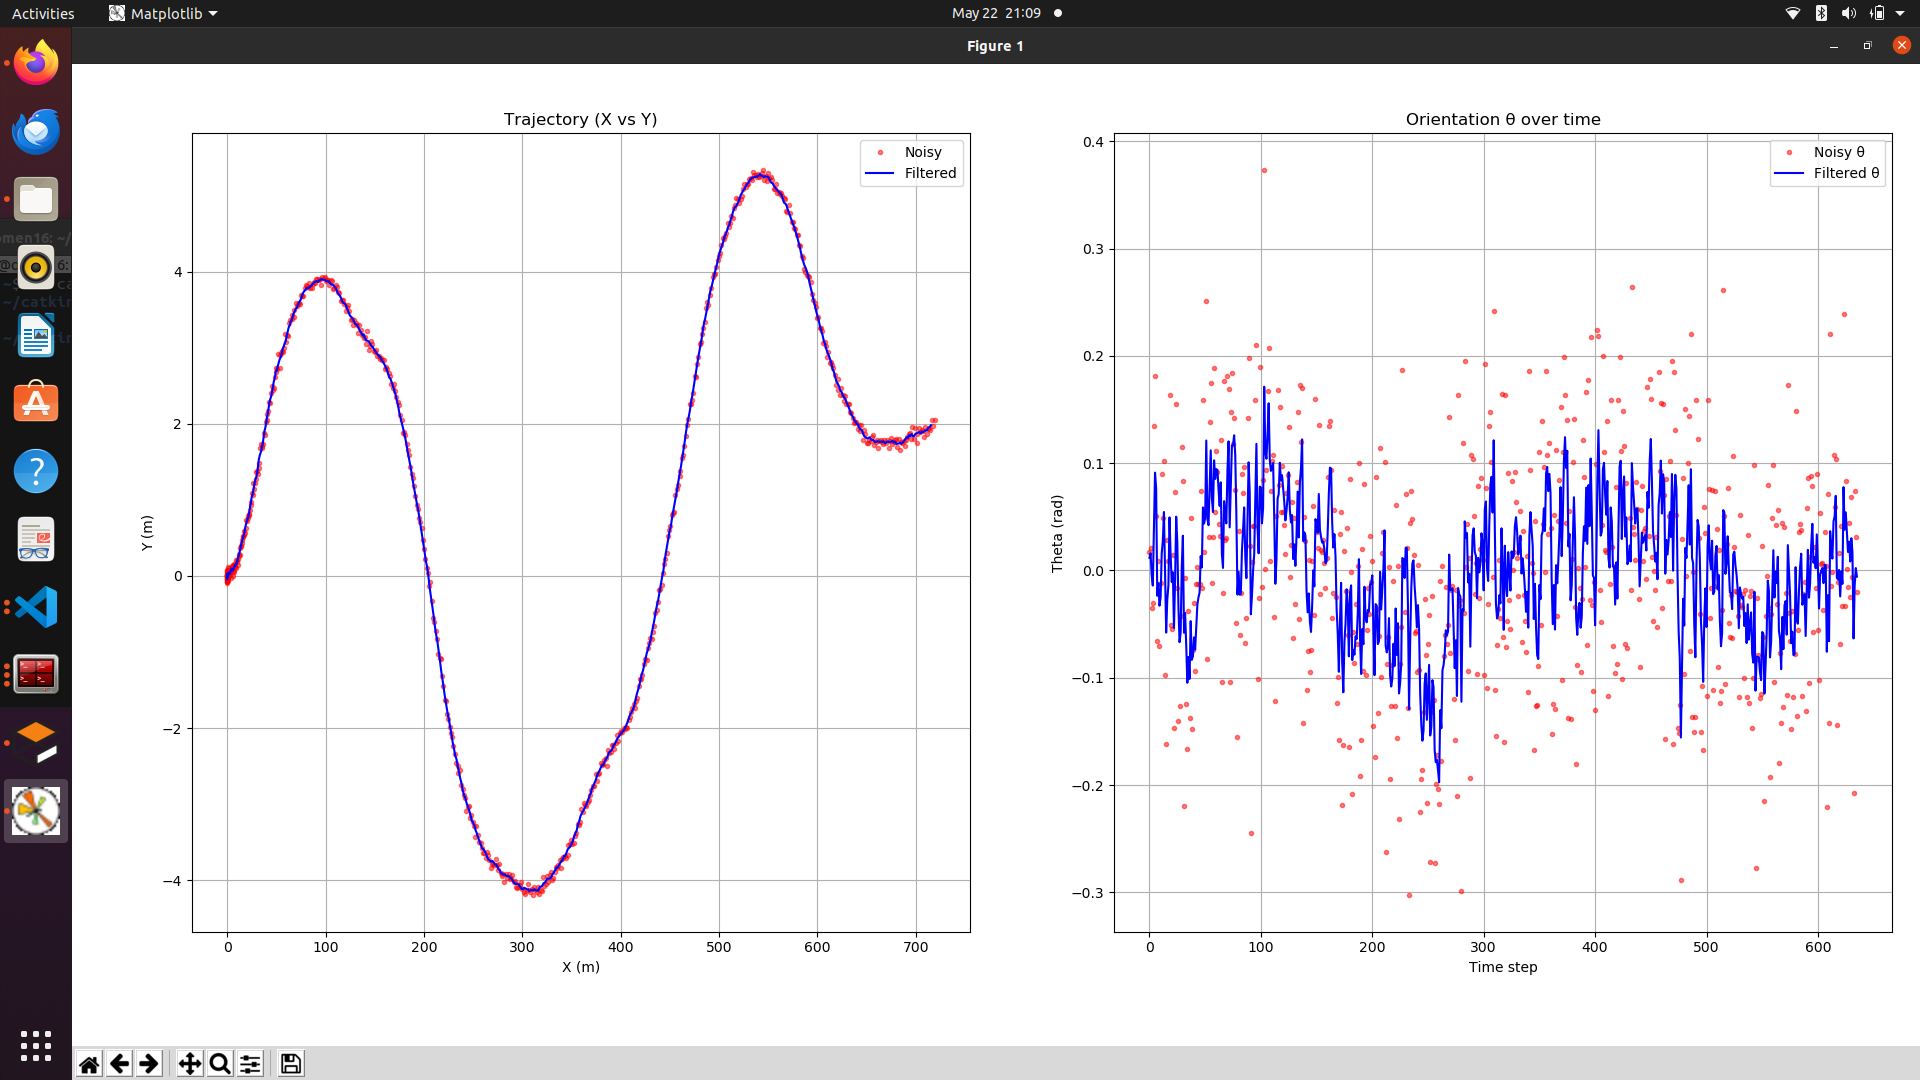 Activities
Matplotlib
May 22 21:09
Figure 1
omen16: ~/
Trajectory (X vs Y)
Noisy
Filtered
4
2
0
−2
−4
Y (m)
0
100
200
300
400
500
600
700
X (m)
Orientation θ over time
Noisy θ
Filtered θ
0.4
0.3
0.2
0.1
0.0
−0.1
−0.2
−0.3
Theta (rad)
0
100
200
300
400
500
600
Time step